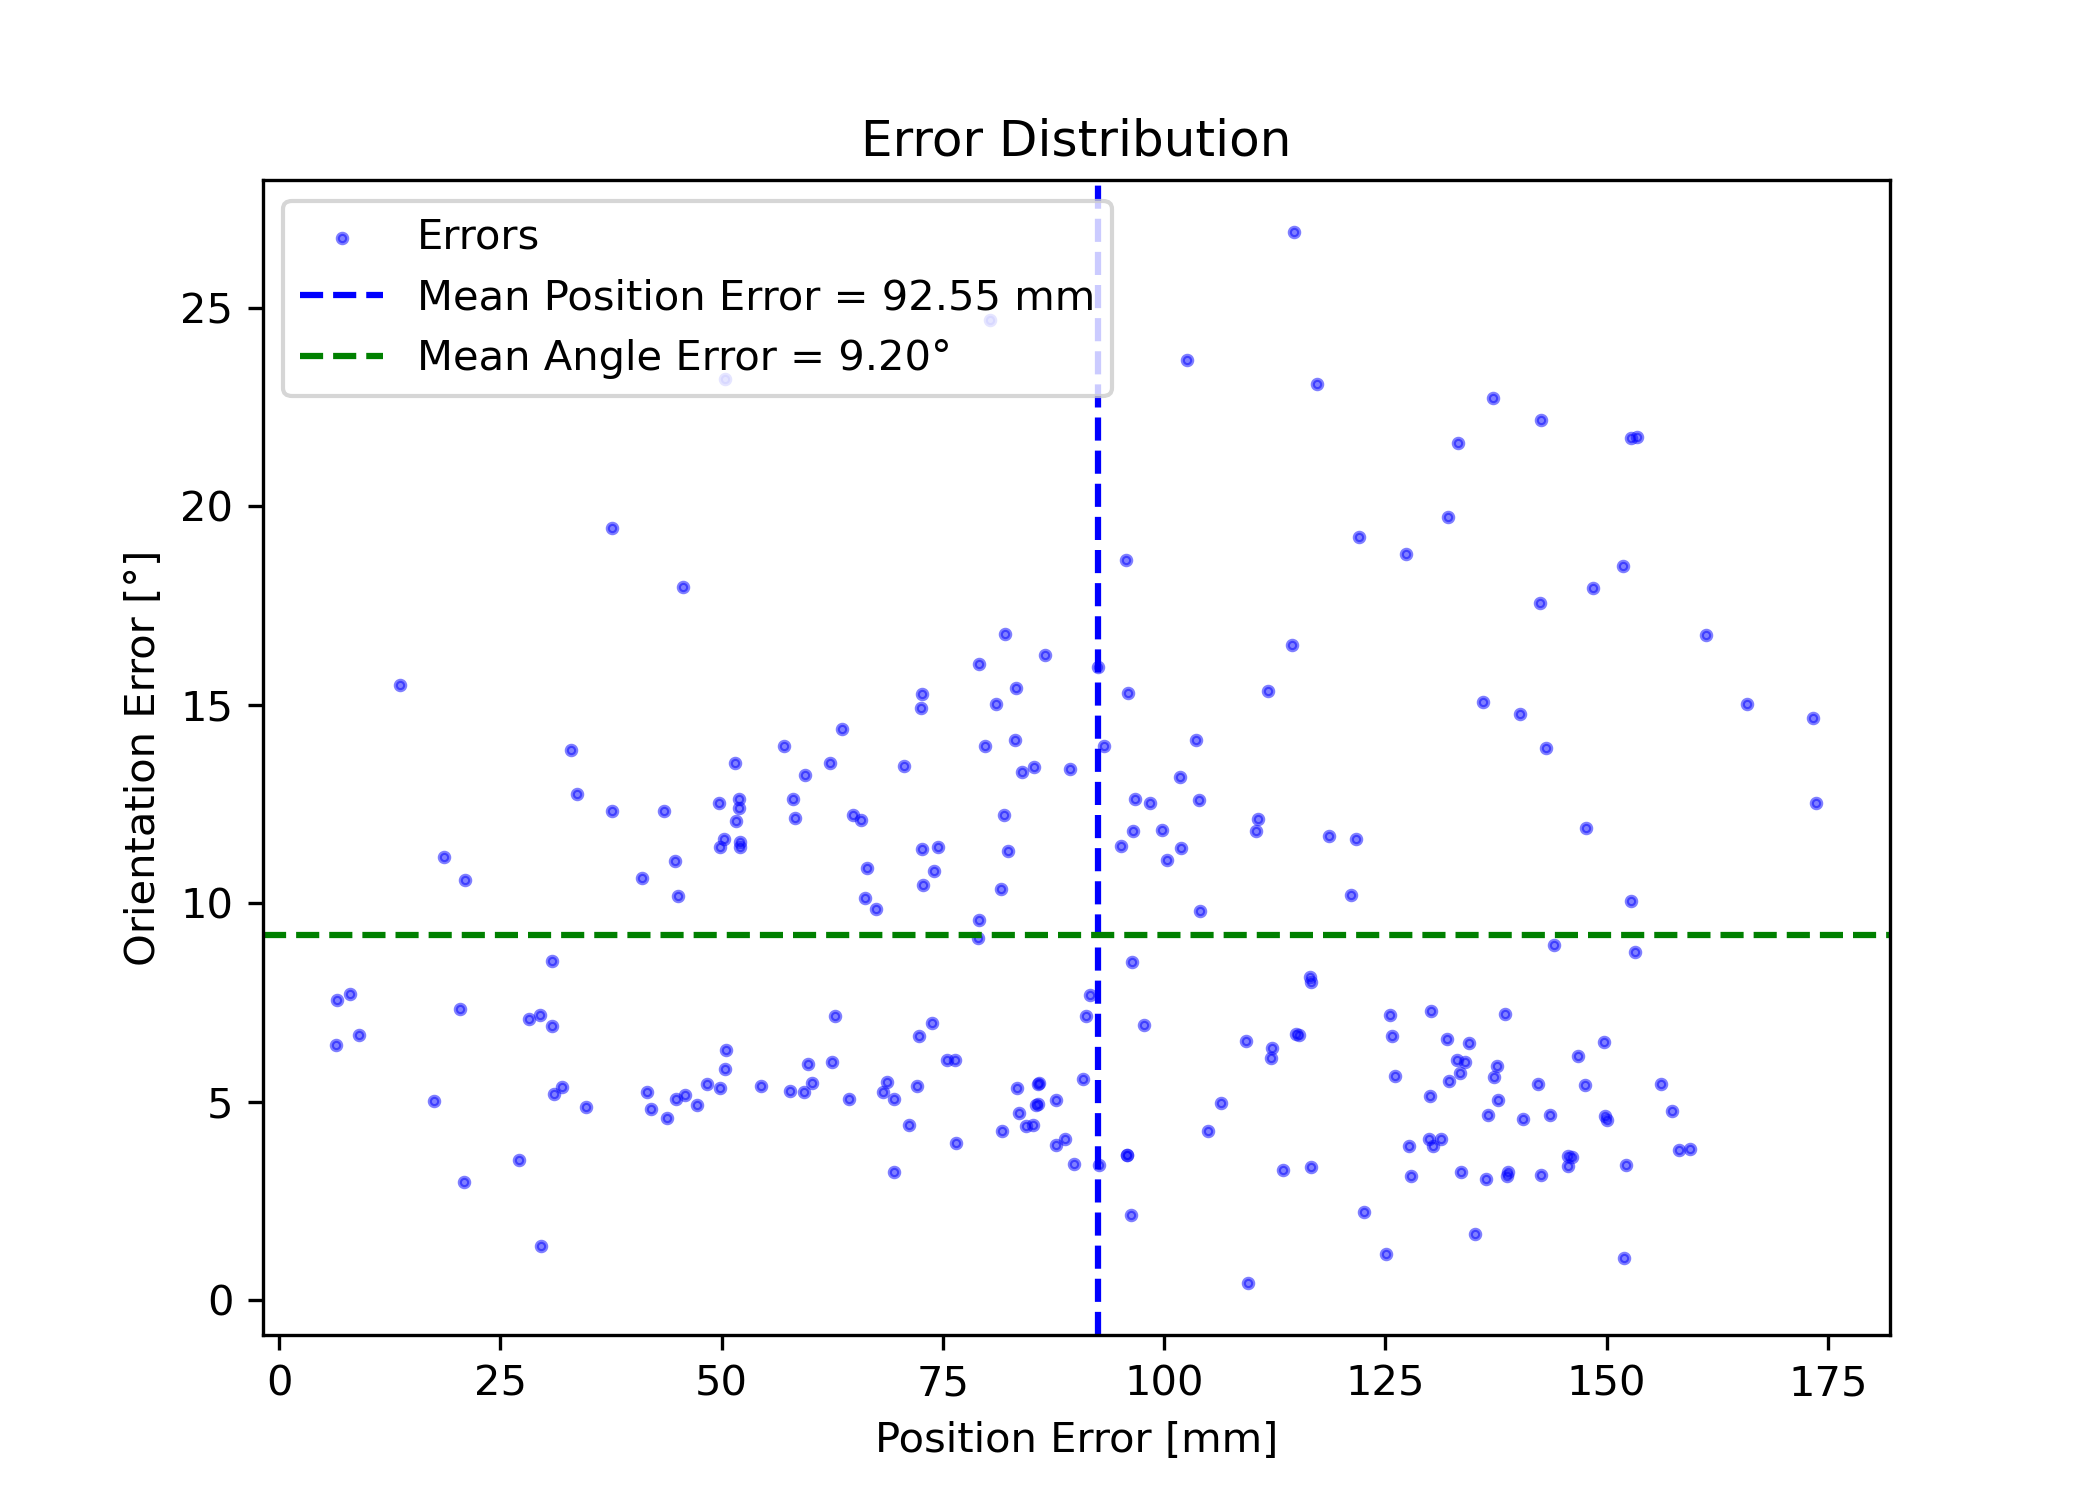 Error Distribution
Errors
Mean Position Error = 92.55 mm
Mean Angle Error = 9.20°
Orientation Error [°]
25
20
15
10
5
0
0 25 50 75 100 125 150 175
Position Error [mm]